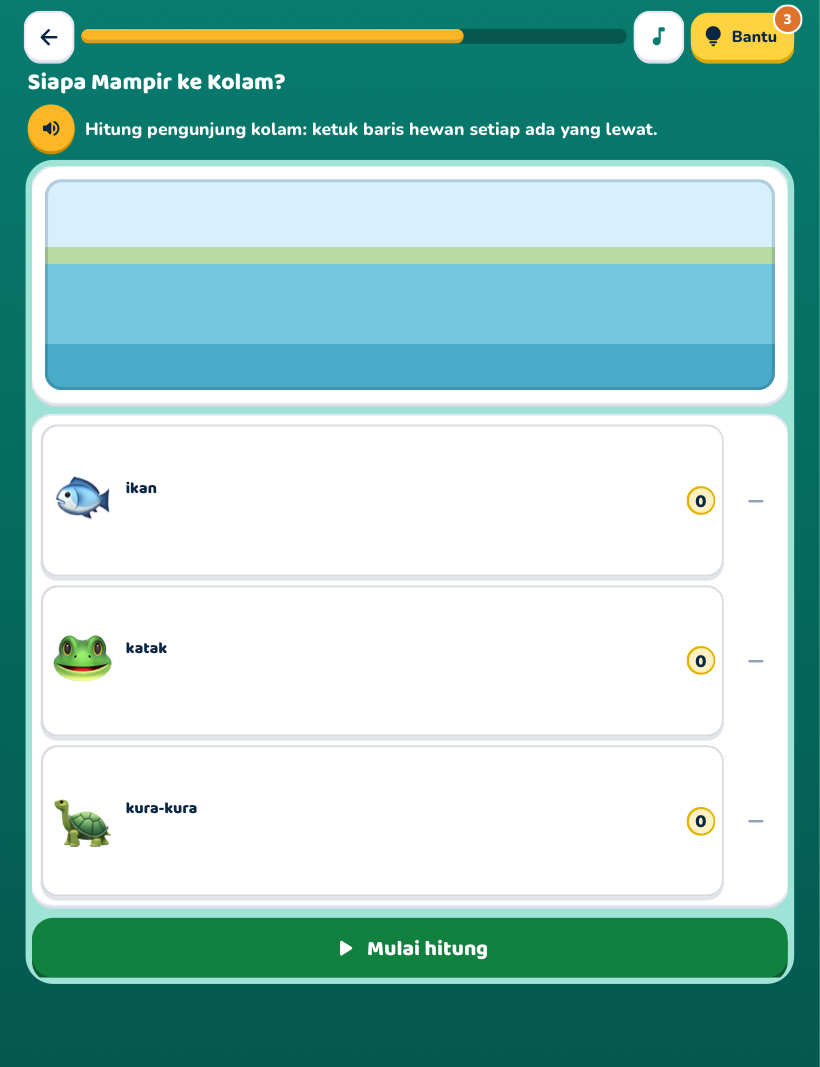 Bantu
3
Siapa Mampir ke Kolam?
Hitung pengunjung kolam: ketuk baris hewan setiap ada yang lewat.
ikan
0
katak
0
kura-kura
0
Mulai hitung